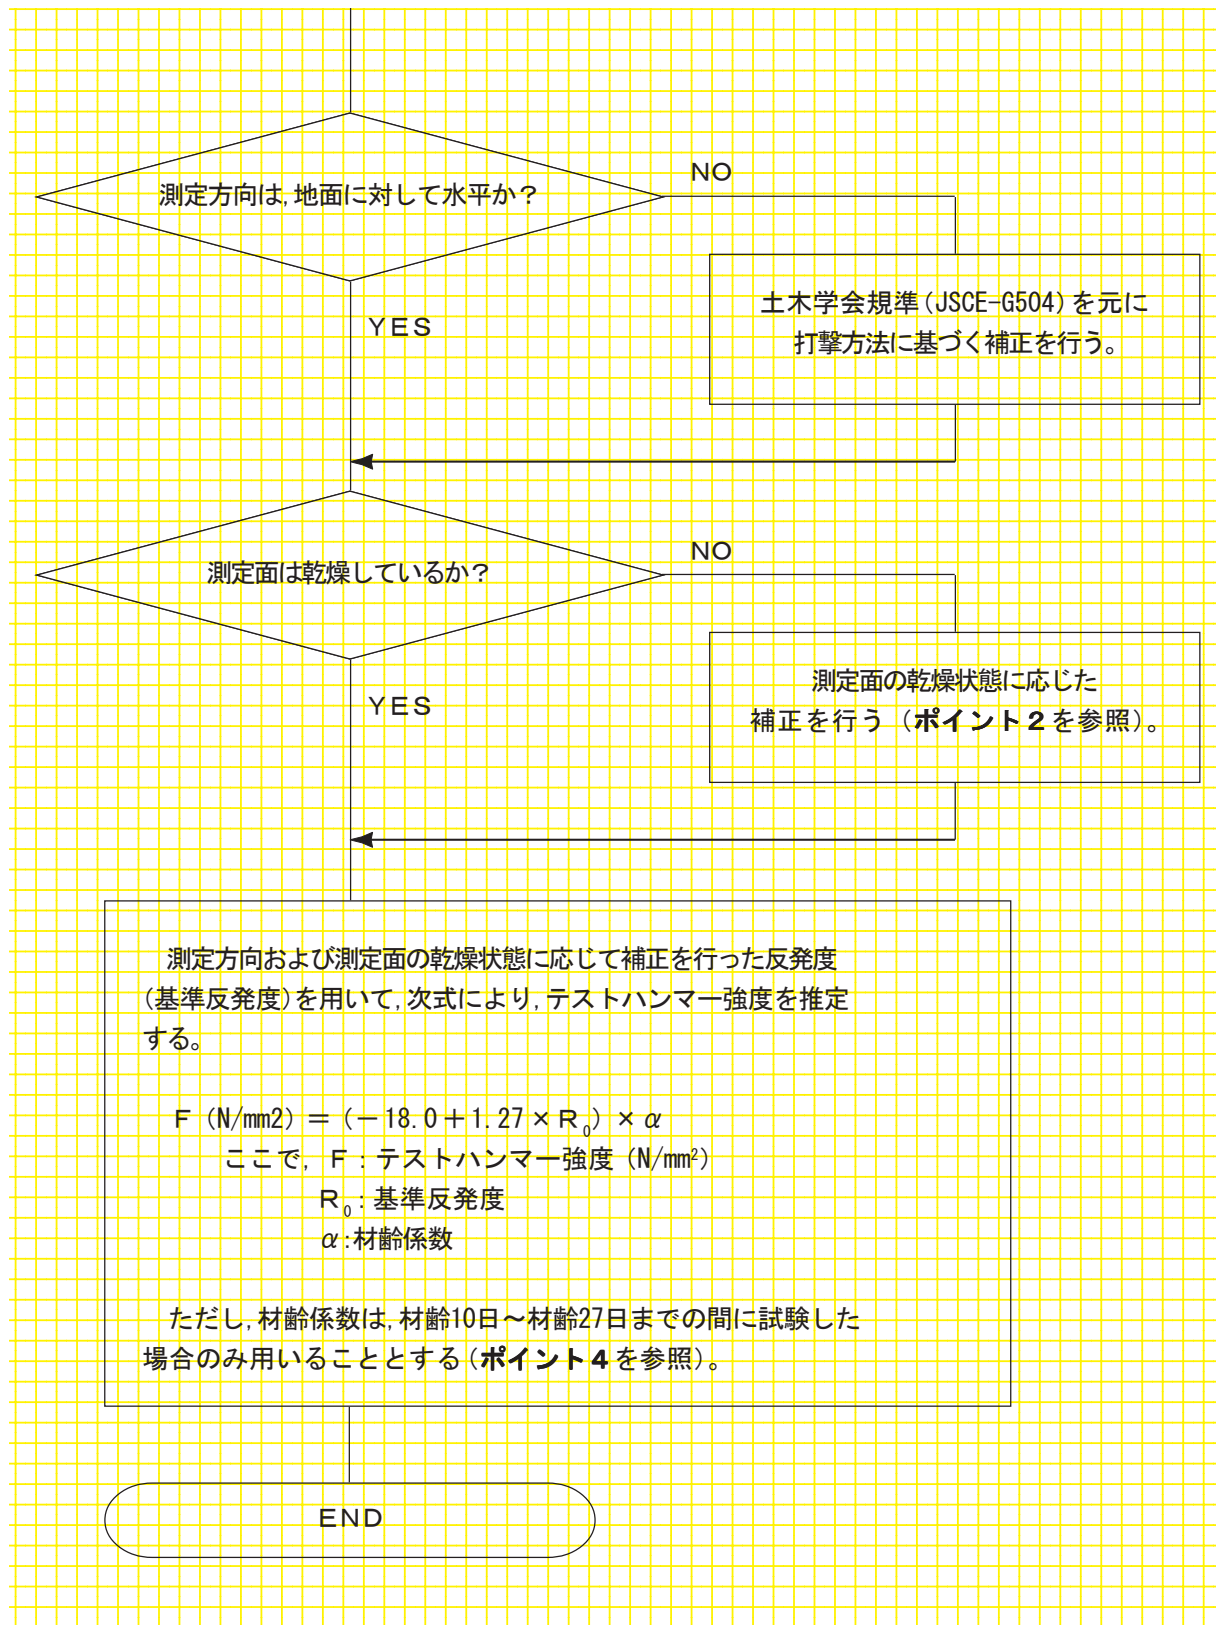 測定方向は,地面に対して水平か？
NO
土木学会規準(JSCE-G504)を元に
打撃方法に基づく補正を行う。
YES
測定面は乾燥しているか？
NO
測定面の乾燥状態に応じた
補正を行う（ポイント２を参照）。
YES
測定方向および測定面の乾燥状態に応じて補正を行った反発度
(基準反発度)を用いて,次式により,テストハンマー強度を推定
する。
Ｆ（N/mm2）＝（－18.0＋1.27×Ｒ₀）×α
ここで，Ｆ：テストハンマー強度（N/mm²）
Ｒ₀：基準反発度
α：材齢係数
ただし,材齢係数は,材齢10日～材齢27日までの間に試験した
場合のみ用いることとする（ポイント４を参照）。
END